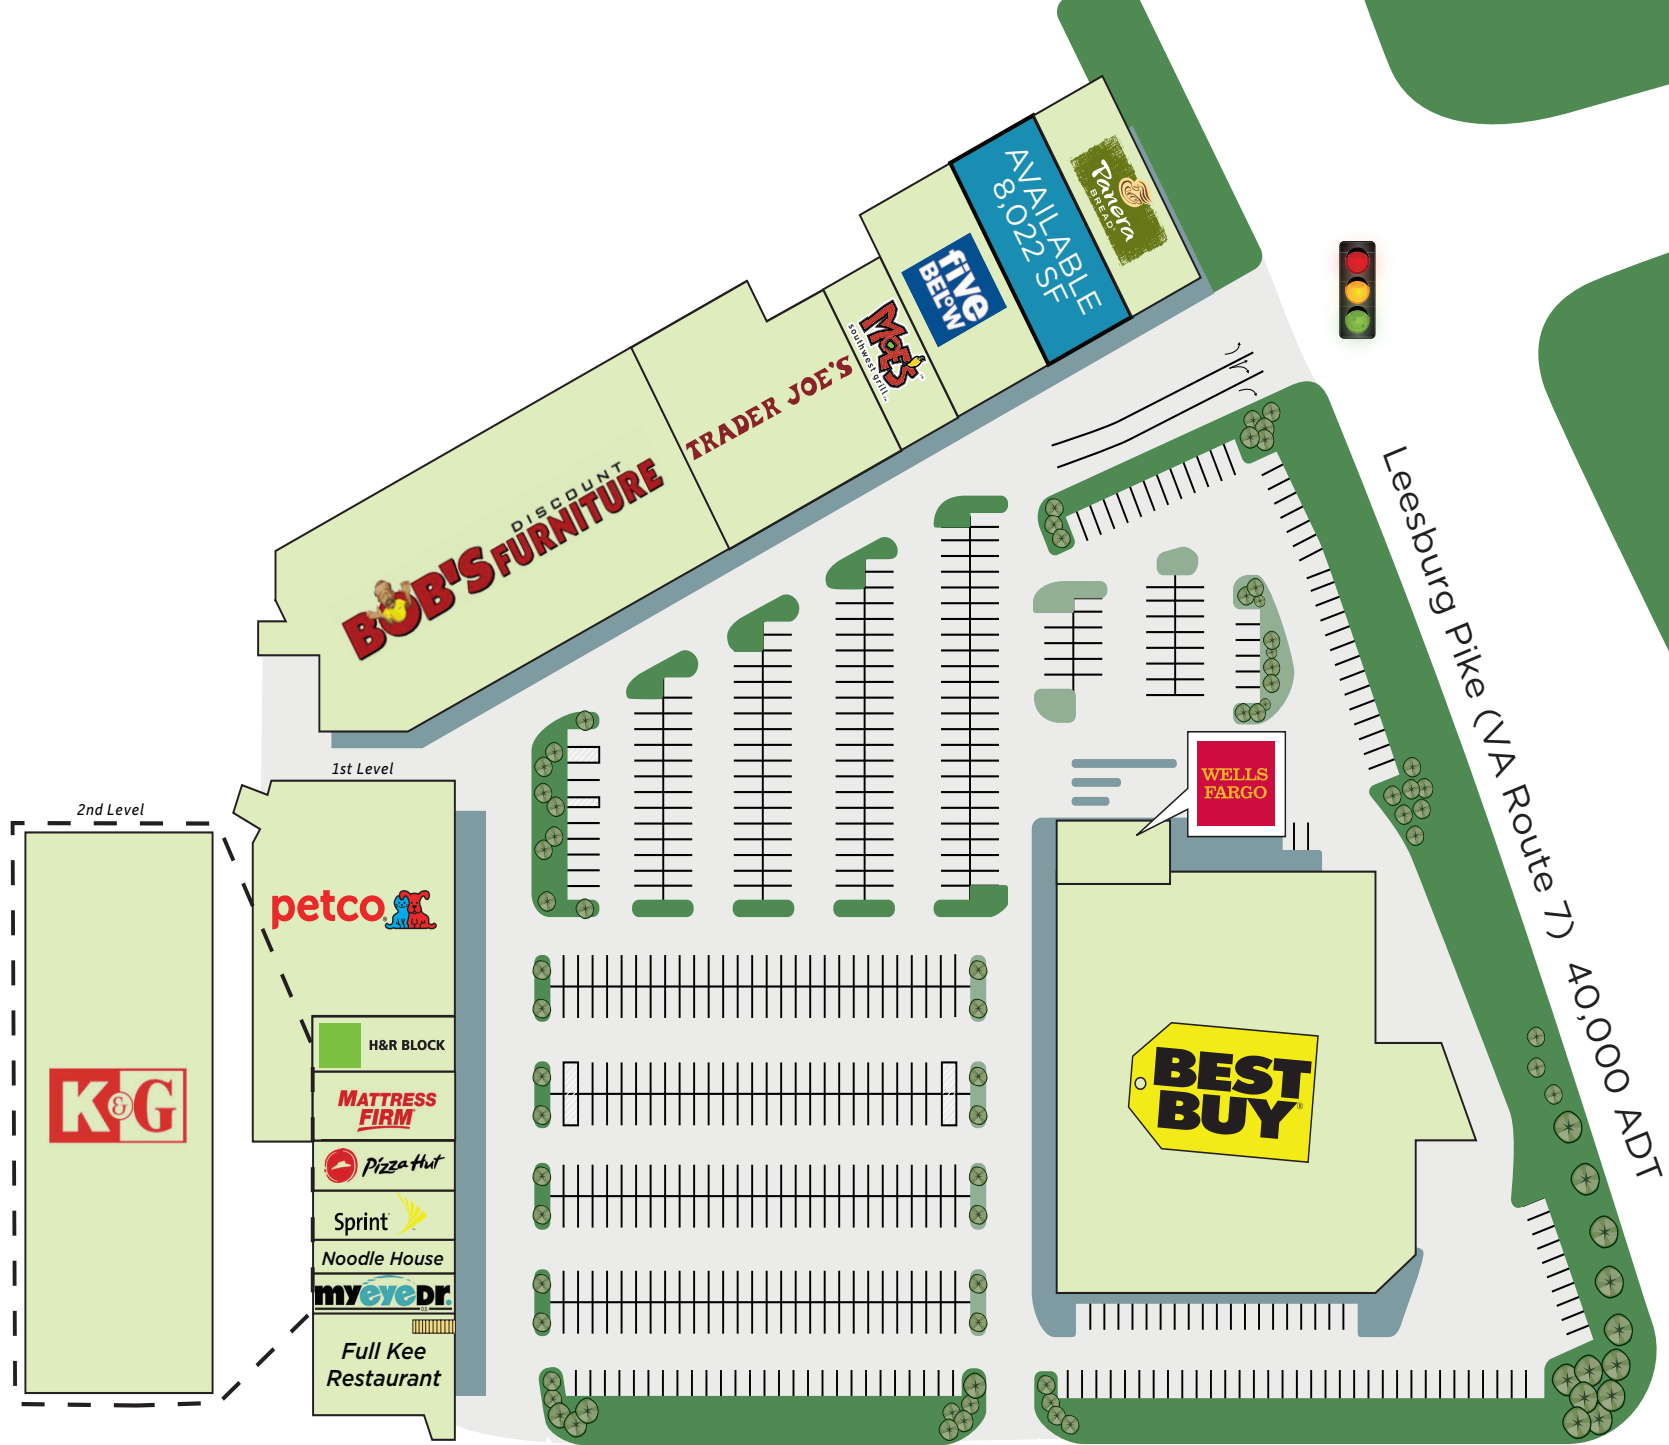 Panera
BREAD®
AVAILABLE
8,022 SF
five
BEL°W
MOE'S
southwest grill™
TRADER JOE'S
DISCOUNT
BOB'S FURNITURE
1st Level
2nd Level
petco
K&G
H&R BLOCK
MATTRESS
FIRM
Pizza Hut
Sprint
Noodle House
myeyeDr.
Full Kee
Restaurant
WELLS
FARGO
BEST
BUY®
Leesburg Pike (VA Route 7) 40,000 ADT